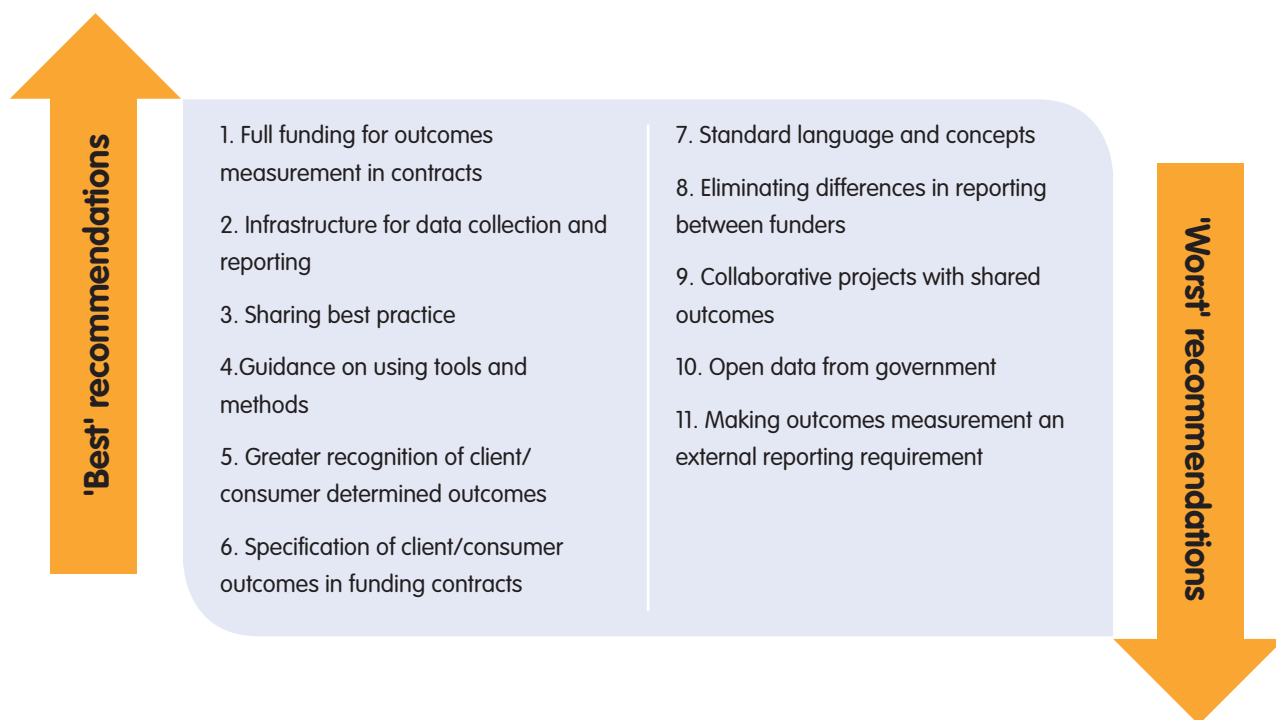 'Best' recommendations
1. Full funding for outcomes
measurement in contracts
2. Infrastructure for data collection and
reporting
3. Sharing best practice
4.Guidance on using tools and
methods
5. Greater recognition of client/
consumer determined outcomes
6. Specification of client/consumer
outcomes in funding contracts
7. Standard language and concepts
8. Eliminating differences in reporting
between funders
9. Collaborative projects with shared
outcomes
10. Open data from government
11. Making outcomes measurement an
external reporting requirement
'Worst' recommendations